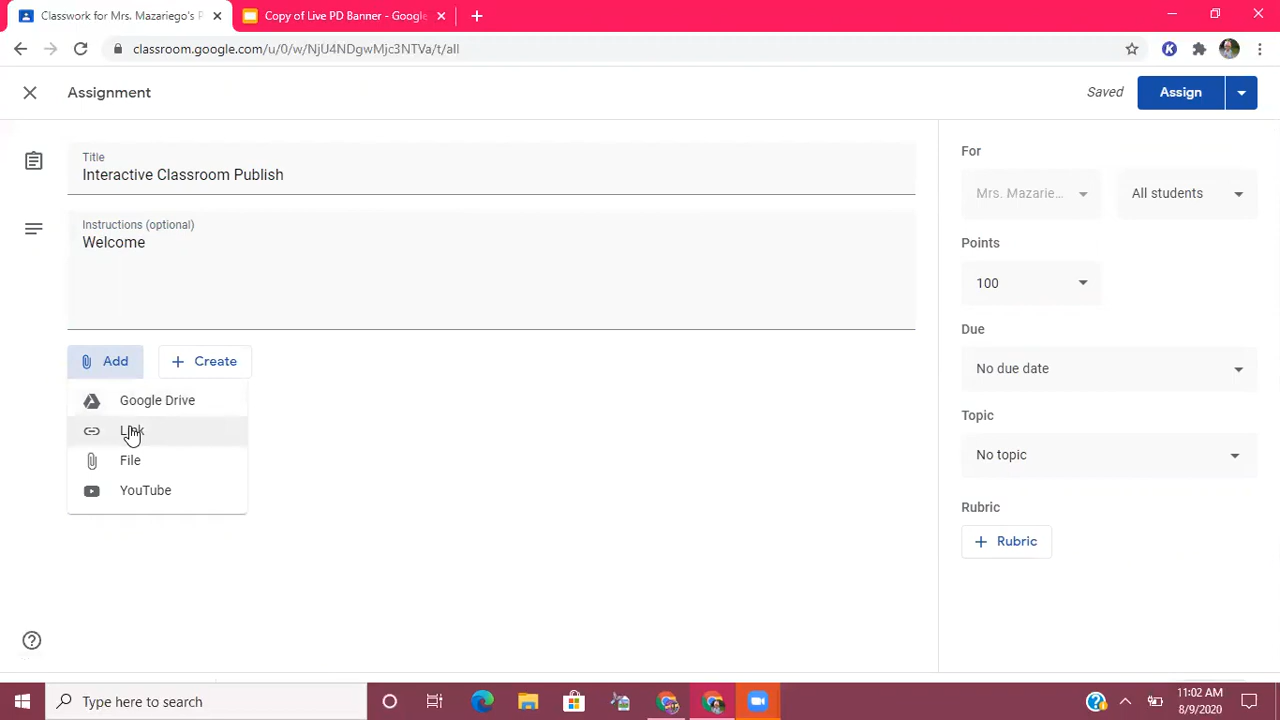 Classwork for Mrs. Mazariego's P
Copy of Live PD Banner - Google
classroom.google.com/u/0/w/NjU4NDgwMjc3NTVa/t/all
Assignment
Saved
Assign
Title
Interactive Classroom Publish
Instructions (optional)
Welcome
Add
Create
Google Drive
Link
File
YouTube
For
Mrs. Mazarie...
All students
Points
100
Due
No due date
Topic
No topic
Rubric
Rubric
Type here to search
11:02 AM
8/9/2020